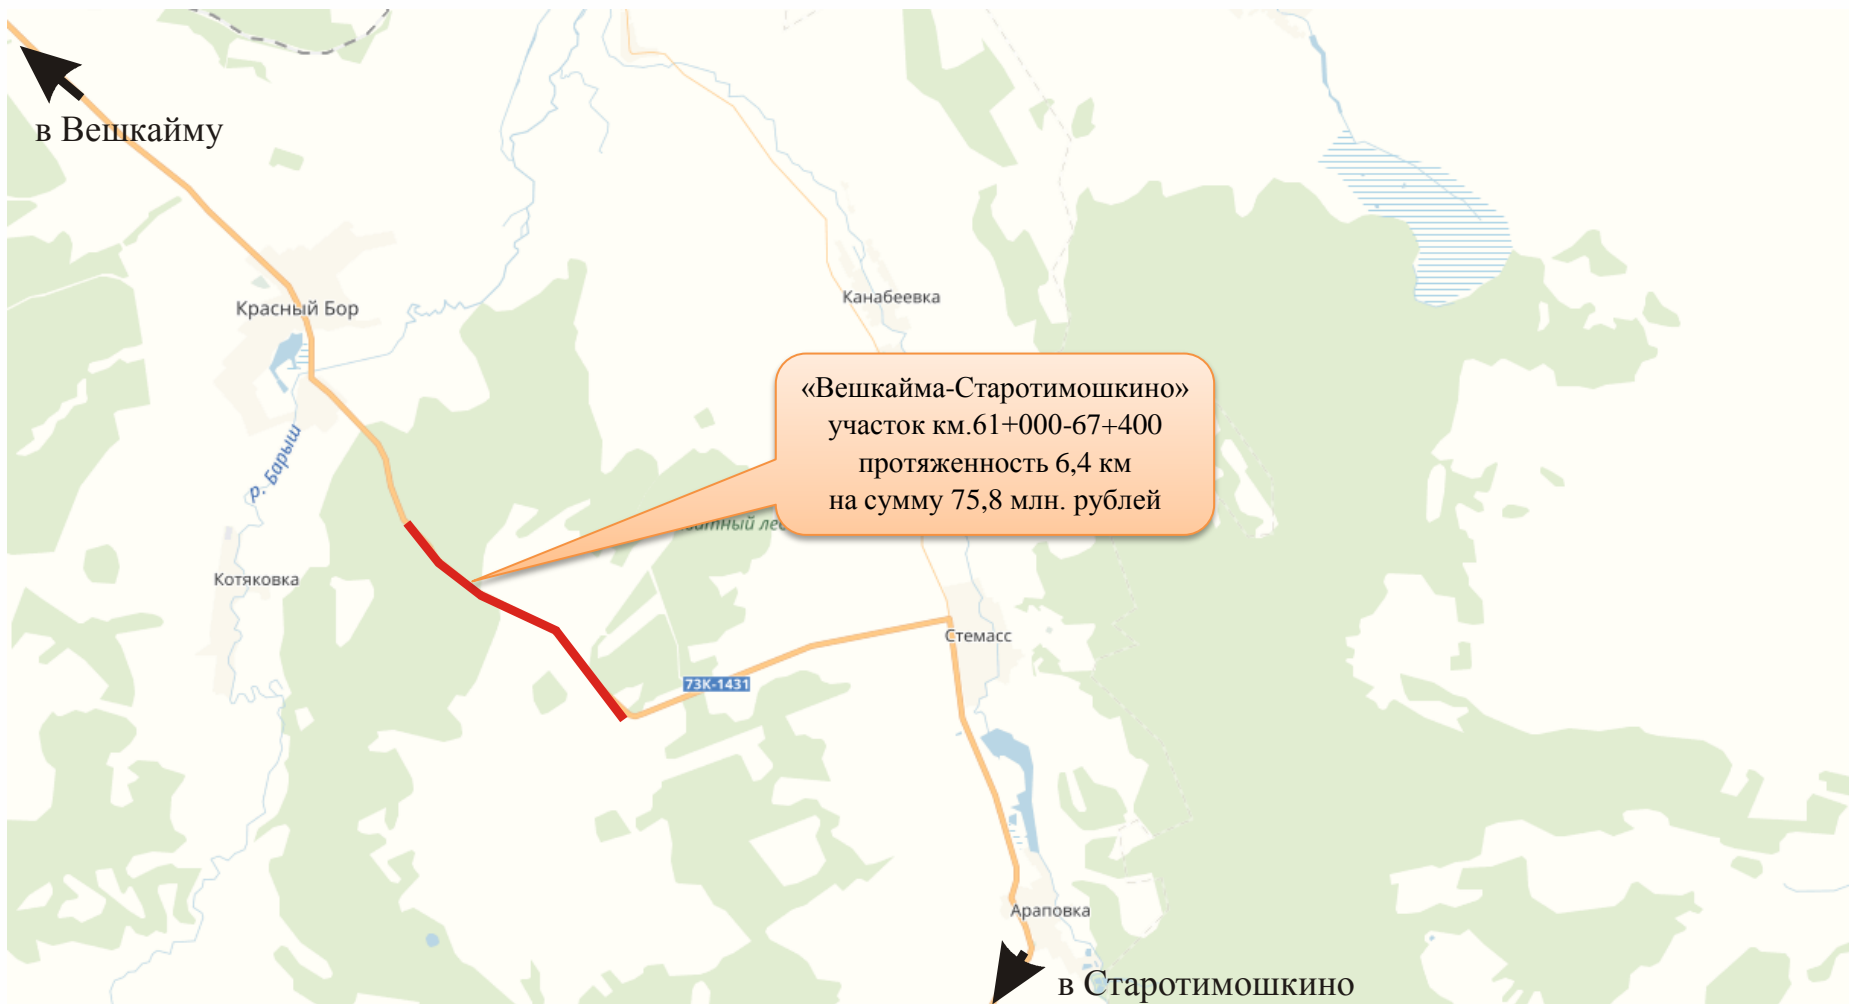 в Вешкайму
Красный Бор
Канабеевка
«Вешкайма-Старотимошкино»
участок км.61+000-67+400
протяженность 6,4 км
на сумму 75,8 млн. рублей
р. Барыш
Котяковка
Стемасс
73К-1431
Араповка
в Старотимошкино